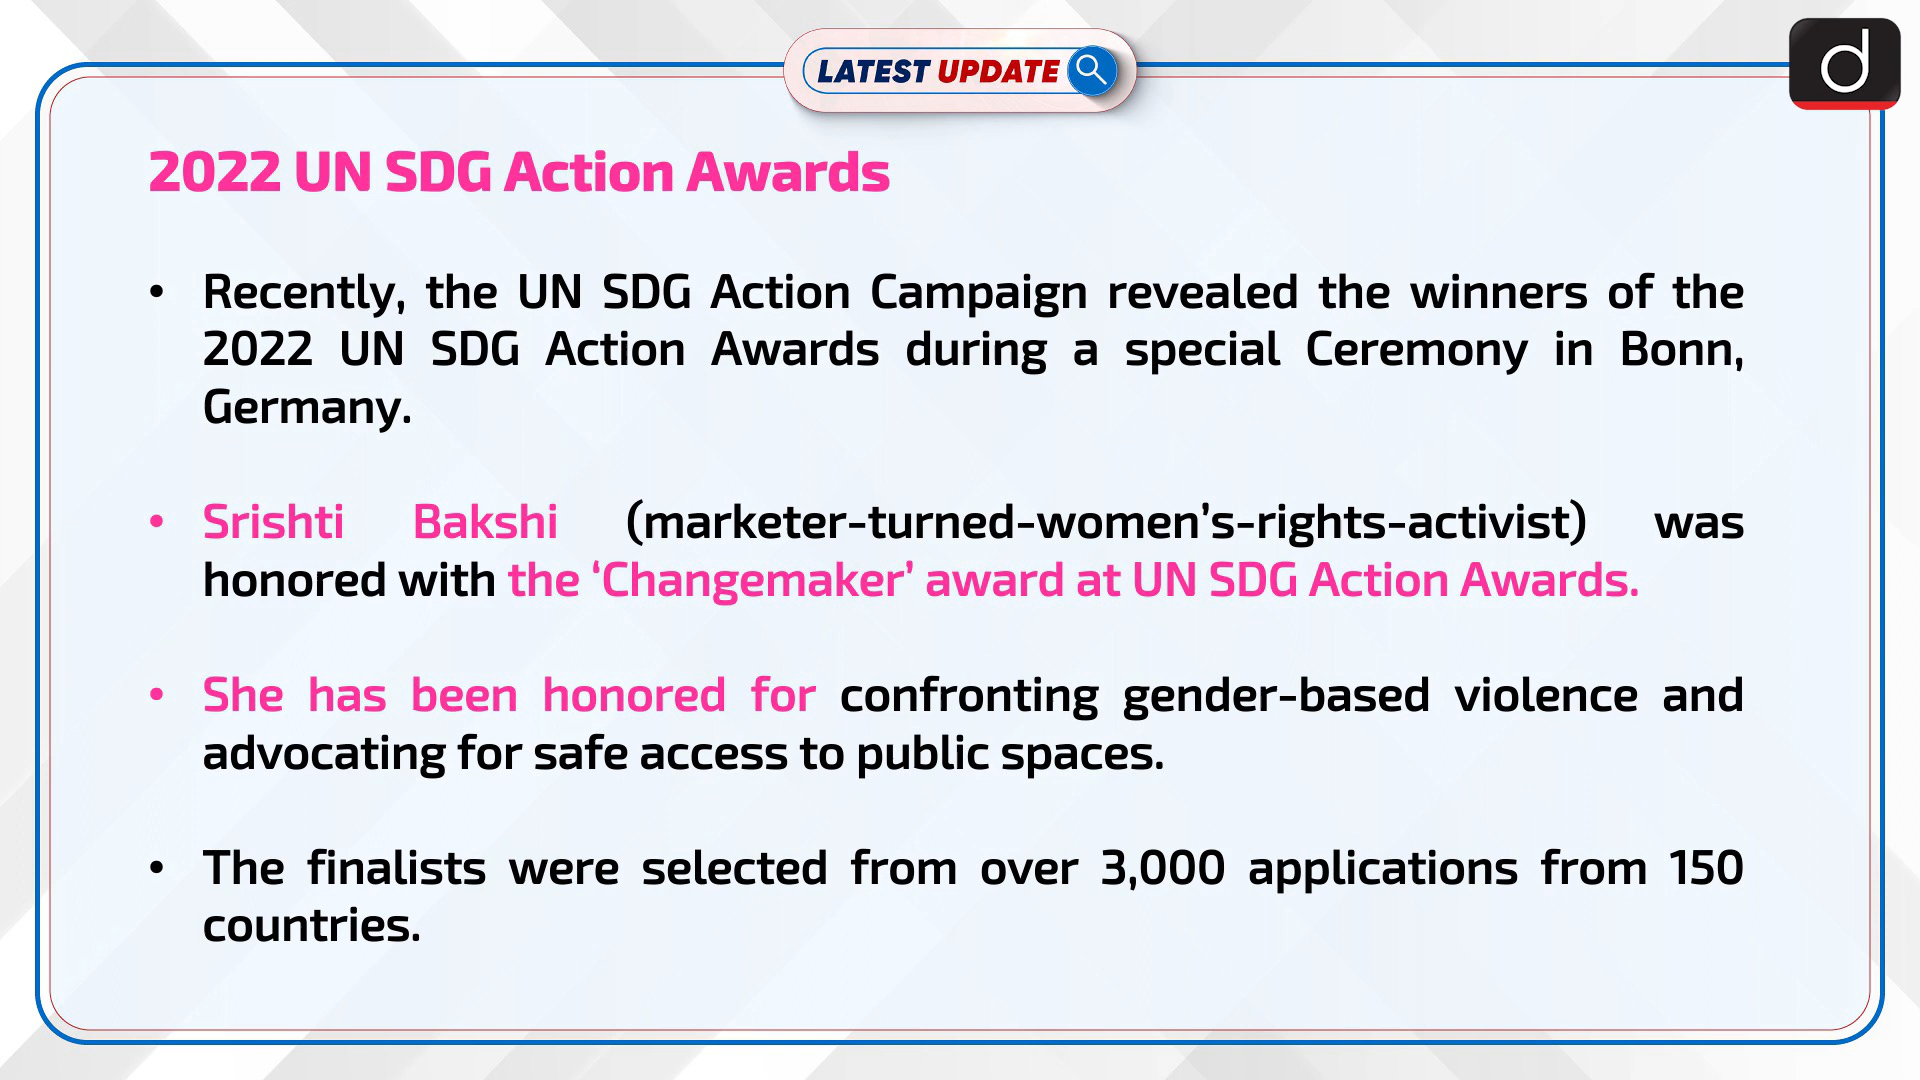 LATEST UPDATE
d
2022 UN SDG Action Awards
• Recently, the UN SDG Action Campaign revealed the winners of the
2022 UN SDG Action Awards during a special Ceremony in Bonn,
Germany.
• Srishti Bakshi (marketer-turned-women’s-rights-activist) was
honored with the ‘Changemaker’ award at UN SDG Action Awards.
• She has been honored for confronting gender-based violence and
advocating for safe access to public spaces.
• The finalists were selected from over 3,000 applications from 150
countries.